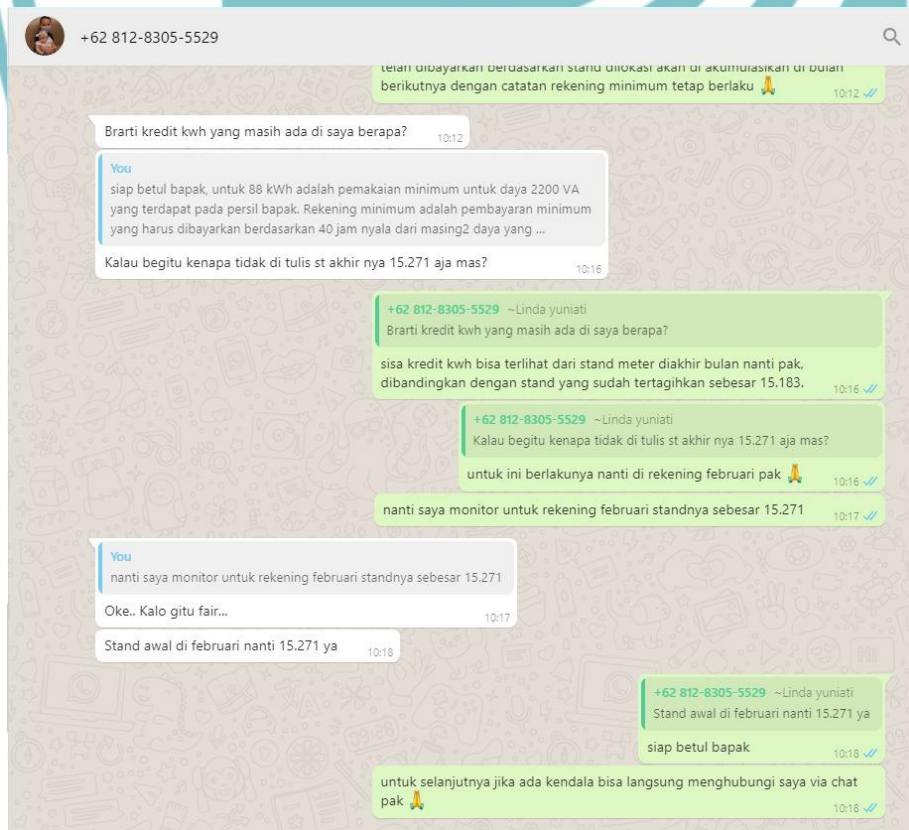 +62 812-8305-5529
telah dibayarkan berdasarkan stand dilokasi akan di akumulasikan di bulan
berikutnya dengan catatan rekening minimum tetap berlaku 🙏
10:12
Brarti kredit kwh yang masih ada di saya berapa?
10:12
You
siap betul bapak, untuk 88 kWh adalah pemakaian minimum untuk daya 2200 VA
yang terdapat pada persil bapak. Rekening minimum adalah pembayaran minimum
yang harus dibayarkan berdasarkan 40 jam nyala dari masing2 daya yang ...
Kalau begitu kenapa tidak di tulis st akhir nya 15.271 aja mas?
10:16
+62 812-8305-5529 ~Linda yuniati
Brarti kredit kwh yang masih ada di saya berapa?
sisa kredit kwh bisa terlihat dari stand meter diakhir bulan nanti pak,
dibandingkan dengan stand yang sudah tertagihkan sebesar 15.183.
10:16
+62 812-8305-5529 ~Linda yuniati
Kalau begitu kenapa tidak di tulis st akhir nya 15.271 aja mas?
untuk ini berlakunya nanti di rekening februari pak 🙏
10:16
nanti saya monitor untuk rekening februari standnya sebesar 15.271
10:17
You
nanti saya monitor untuk rekening februari standnya sebesar 15.271
Oke.. Kalo gitu fair...
10:17
Stand awal di februari nanti 15.271 ya
10:18
+62 812-8305-5529 ~Linda yuniati
Stand awal di februari nanti 15.271 ya
siap betul bapak
10:18
untuk selanjutnya jika ada kendala bisa langsung menghubungi saya via chat
pak 🙏
10:18